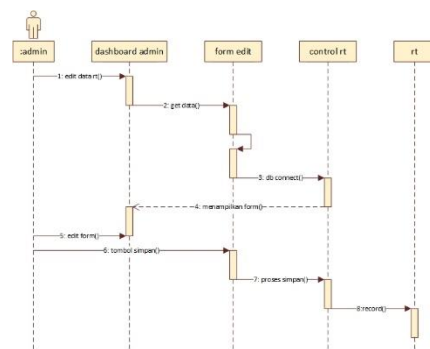 :admin
dashboard admin
form edit
control rt
rt
1: edit data rt()
2: get data()
3: db connect()
4: menampilkan form()
5: edit form()
6: tombol simpan()
7: proses simpan()
8:record()